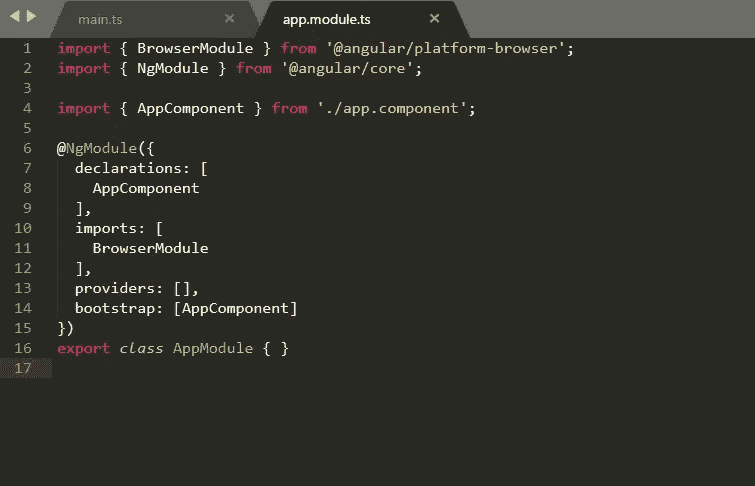 main.ts
app.module.ts
1 import { BrowserModule } from '@angular/platform-browser';
2 import { NgModule } from '@angular/core';
3
4 import { AppComponent } from './app.component';
5
6 @NgModule({
7   declarations: [
8     AppComponent
9   ],
10   imports: [
11     BrowserModule
12   ],
13   providers: [],
14   bootstrap: [AppComponent]
15 })
16 export class AppModule { }
17